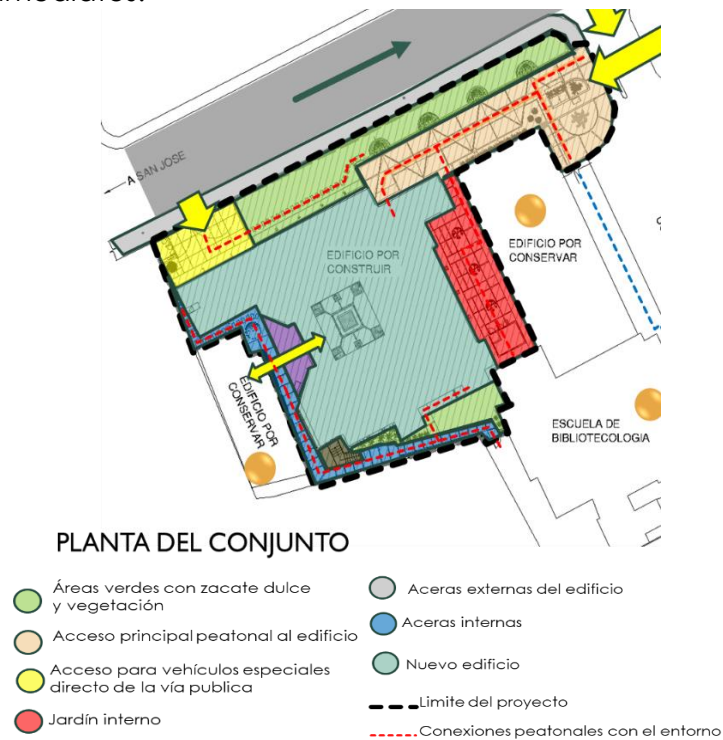 A SAN JOSE
EDIFICIO POR
CONSTRUIR
EDIFICIO POR
CONSERVAR
EDIFICIO POR
CONSERVAR
ESCUELA DE
BIBLIOTECOLOGIA
PLANTA DEL CONJUNTO
Áreas verdes con zacate dulce
y vegetación
Acceso principal peatonal al edificio
Acceso para vehículos especiales
directo de la vía publica
Jardín interno
Aceras externas del edificio
Aceras internas
Nuevo edificio
Limite del proyecto
Conexiones peatonales con el entorno